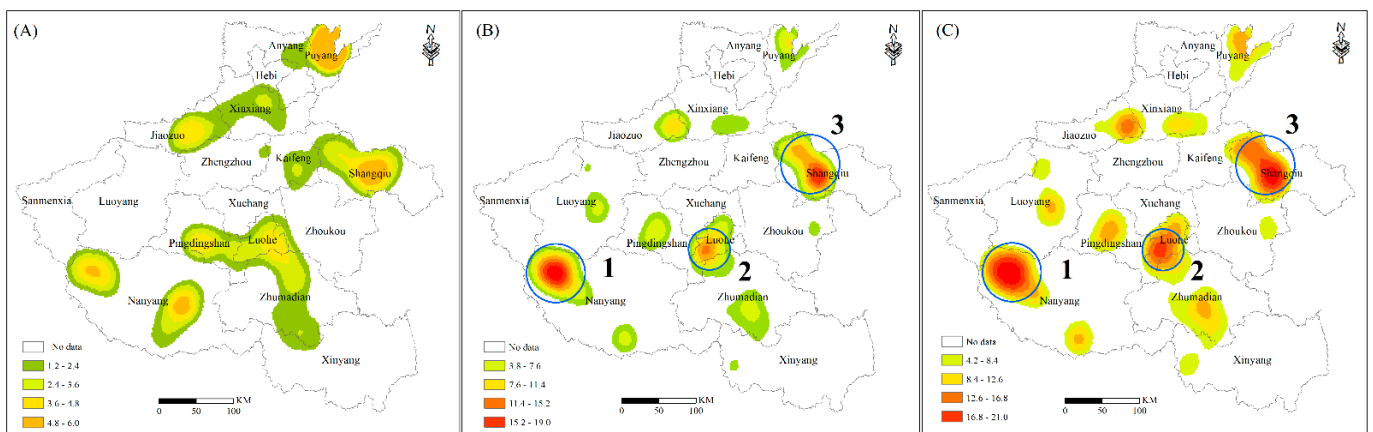 (A)
N
Anyang
Puyang
Hebi
Xinxiang
Jiaozuo
Zhengzhou
Kaifeng
Shangqiu
Sanmenxia
Luoyang
Xuchang
Zhoukou
Pingdingshan
Luohe
Nanyang
Zhumadian
Xinyang
No data
1.2 - 2.4
2.4 - 3.6
3.6 - 4.8
4.8 - 6.0
KM
0 50 100
(B)
N
Anyang
Puyang
Hebi
Xinxiang
3
Jiaozuo
Zhengzhou
Kaifeng
Shangqiu
Sanmenxia
Luoyang
Xuchang
Zhoukou
Pingdingshan
Luohe
1
2
Nanyang
Zhumadian
Xinyang
No data
3.8 - 7.6
7.6 - 11.4
11.4 - 15.2
15.2 - 19.0
KM
0 50 100
(C)
N
Anyang
Puyang
Hebi
Xinxiang
3
Jiaozuo
Zhengzhou
Kaifeng
Shangqiu
Sanmenxia
Luoyang
Xuchang
Zhoukou
Pingdingshan
Luohe
1
2
Nanyang
Zhumadian
Xinyang
No data
4.2 - 8.4
8.4 - 12.6
12.6 - 16.8
16.8 - 21.0
KM
0 50 100